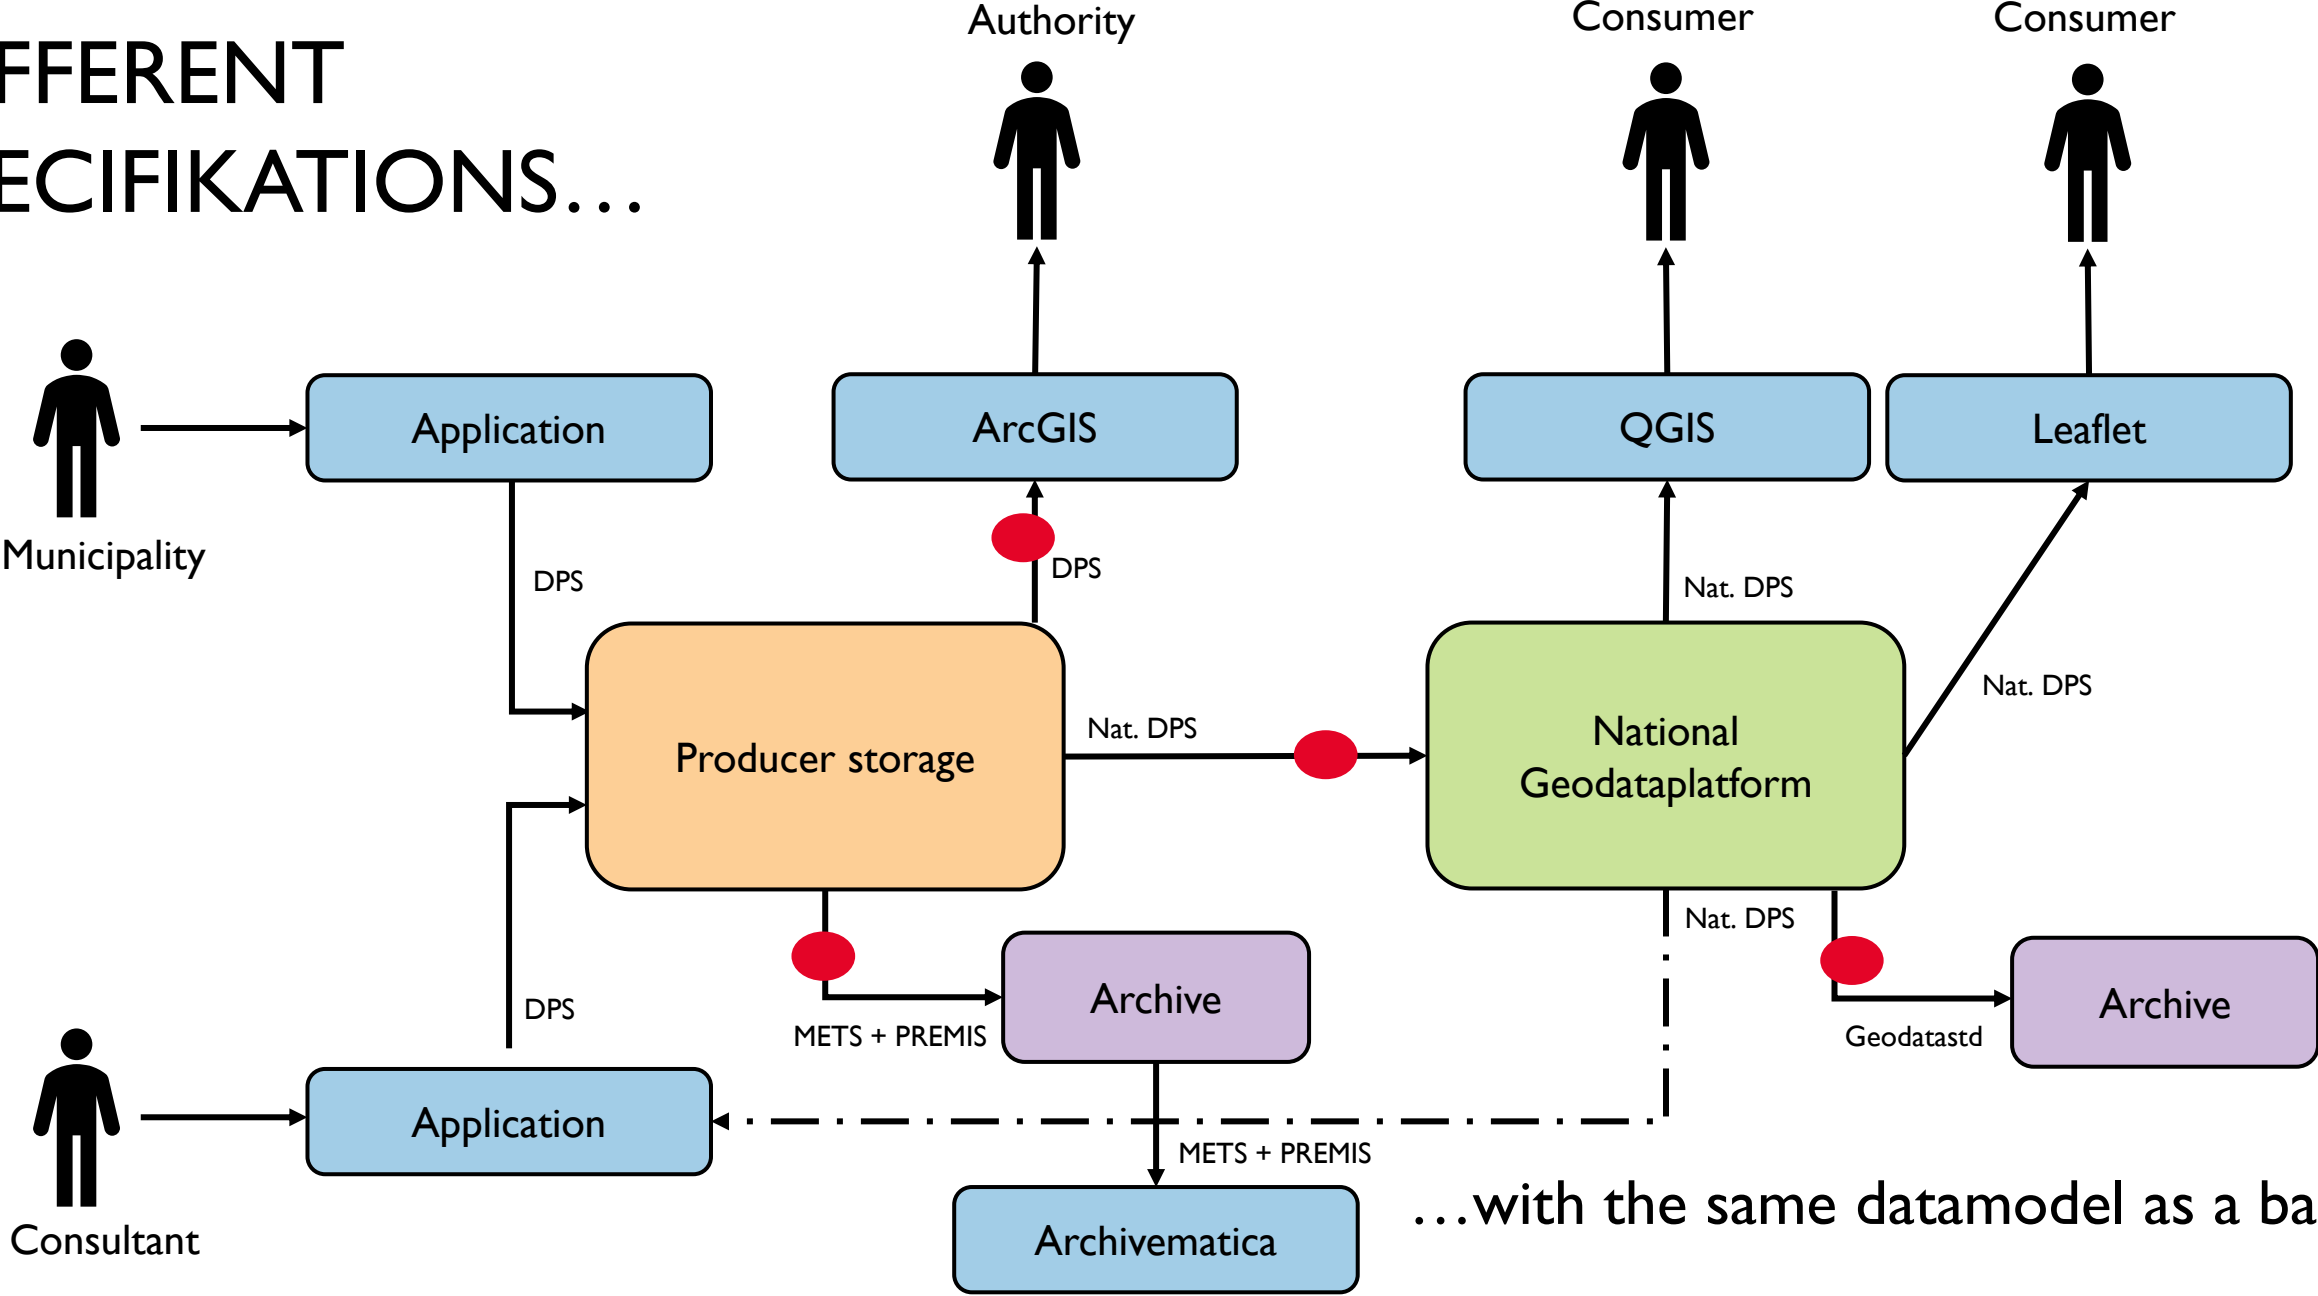 Authority
Consumer
Consumer
FFERENT
ECIFIKATIONS…
Application
ArcGIS
QGIS
Leaflet
Municipality
DPS
DPS
Nat. DPS
Nat. DPS
Producer storage
Nat. DPS
National
Geodataplatform
Nat. DPS
DPS
METS + PREMIS
Archive
Geodatastd
Archive
Application
METS + PREMIS
Consultant
Archivematica
…with the same datamodel as a ba